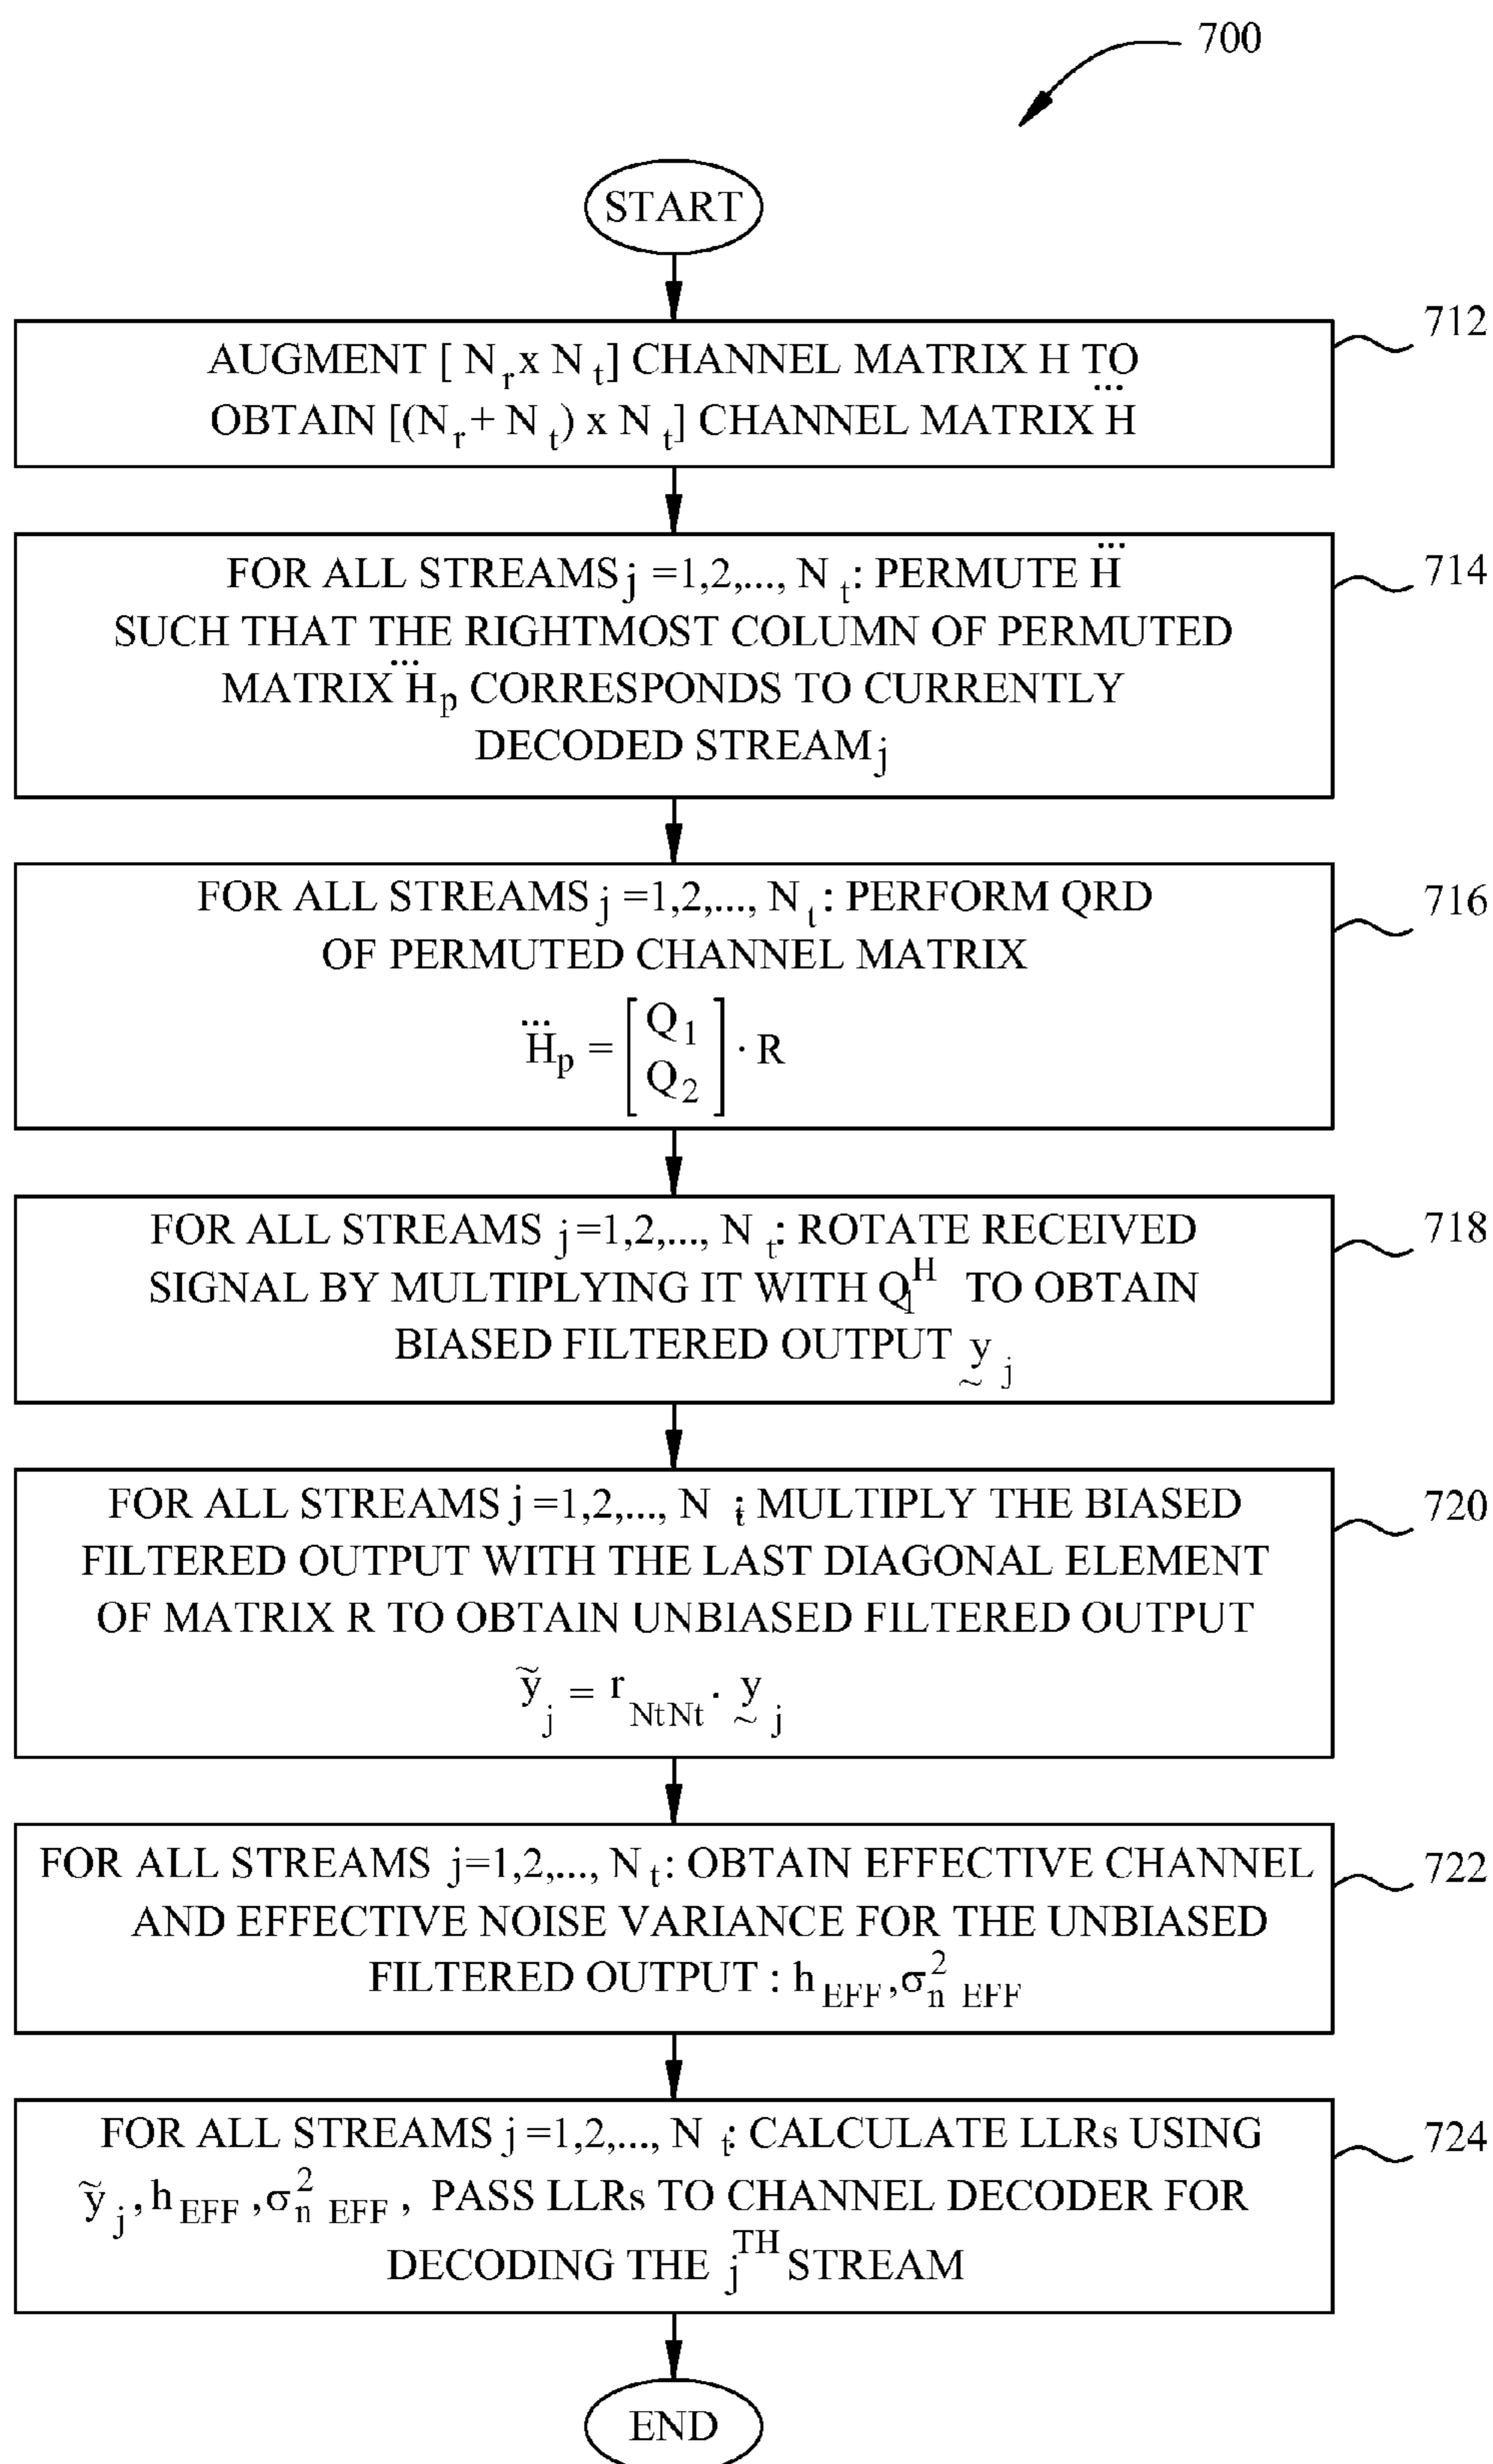 700
START
712
AUGMENT [ N_r x N_t] CHANNEL MATRIX H TO
OBTAIN [(N_r + N_t) x N_t] CHANNEL MATRIX H⃛
714
FOR ALL STREAMS j =1,2,..., N_t: PERMUTE H⃛
SUCH THAT THE RIGHTMOST COLUMN OF PERMUTED
MATRIX H⃛_p CORRESPONDS TO CURRENTLY
DECODED STREAM j
716
FOR ALL STREAMS j =1,2,..., N_t: PERFORM QRD
OF PERMUTED CHANNEL MATRIX
H⃛_p = [Q_1 Q_2] · R
718
FOR ALL STREAMS j=1,2,..., N_t: ROTATE RECEIVED
SIGNAL BY MULTIPLYING IT WITH Q_1^H TO OBTAIN
BIASED FILTERED OUTPUT y̰_j
720
FOR ALL STREAMS j =1,2,..., N_t: MULTIPLY THE BIASED
FILTERED OUTPUT WITH THE LAST DIAGONAL ELEMENT
OF MATRIX R TO OBTAIN UNBIASED FILTERED OUTPUT
ỹ_j = r_NtNt · y̰_j
722
FOR ALL STREAMS j=1,2,..., N_t: OBTAIN EFFECTIVE CHANNEL
AND EFFECTIVE NOISE VARIANCE FOR THE UNBIASED
FILTERED OUTPUT : h_EFF, σ_n^2 _EFF
724
FOR ALL STREAMS j =1,2,..., N_t: CALCULATE LLRs USING
ỹ_j, h_EFF, σ_n^2 _EFF, PASS LLRs TO CHANNEL DECODER FOR
DECODING THE j^TH STREAM
END